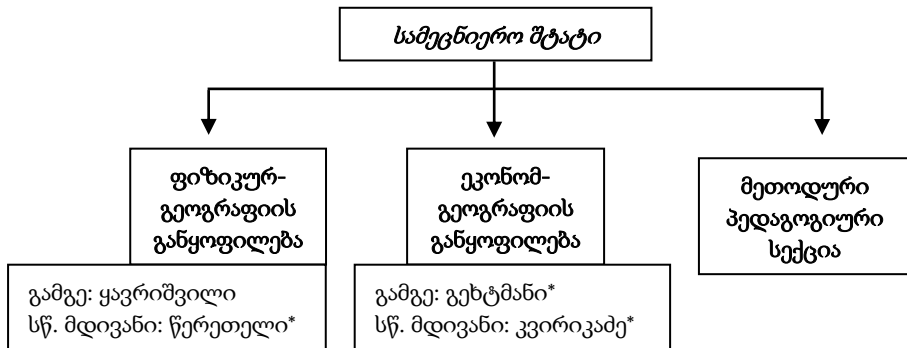 სამეცნიერო შტატი
ფიზიკურ-
გეოგრაფიის
განყოფილება
გამგე: ყავრიშვილი
სწ. მდივანი: წერეთელი*
ეკონომ-
გეოგრაფიის
განყოფილება
გამგე: გეხტმანი*
სწ. მდივანი: კვირიკაძე*
მეთოდური
პედაგოგიური
სექცია